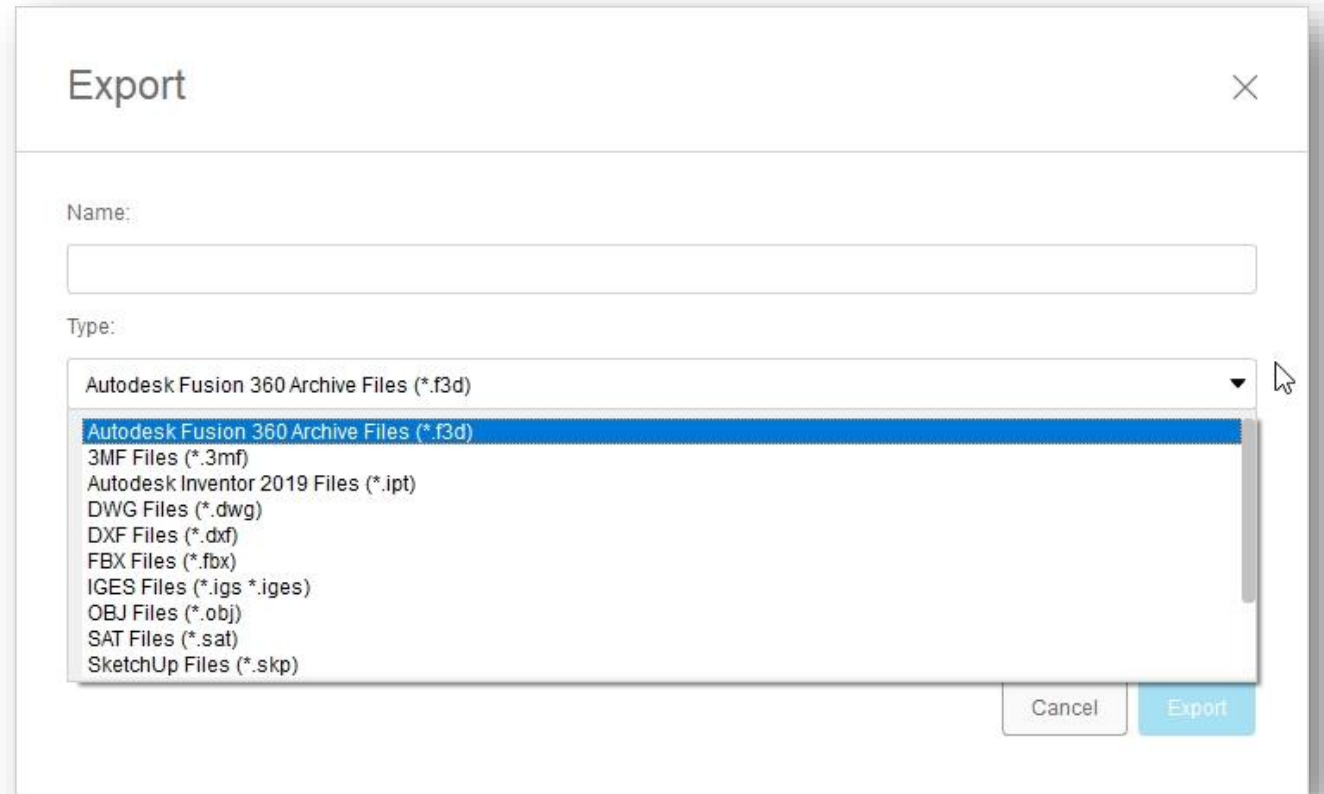 Export
Name:
Type:
Autodesk Fusion 360 Archive Files (*.f3d)
Autodesk Fusion 360 Archive Files (*.f3d)
3MF Files (*.3mf)
Autodesk Inventor 2019 Files (*.ipt)
DWG Files (*.dwg)
DXF Files (*.dxf)
FBX Files (*.fbx)
IGES Files (*.igs *.iges)
OBJ Files (*.obj)
SAT Files (*.sat)
SketchUp Files (*.skp)
Cancel Export